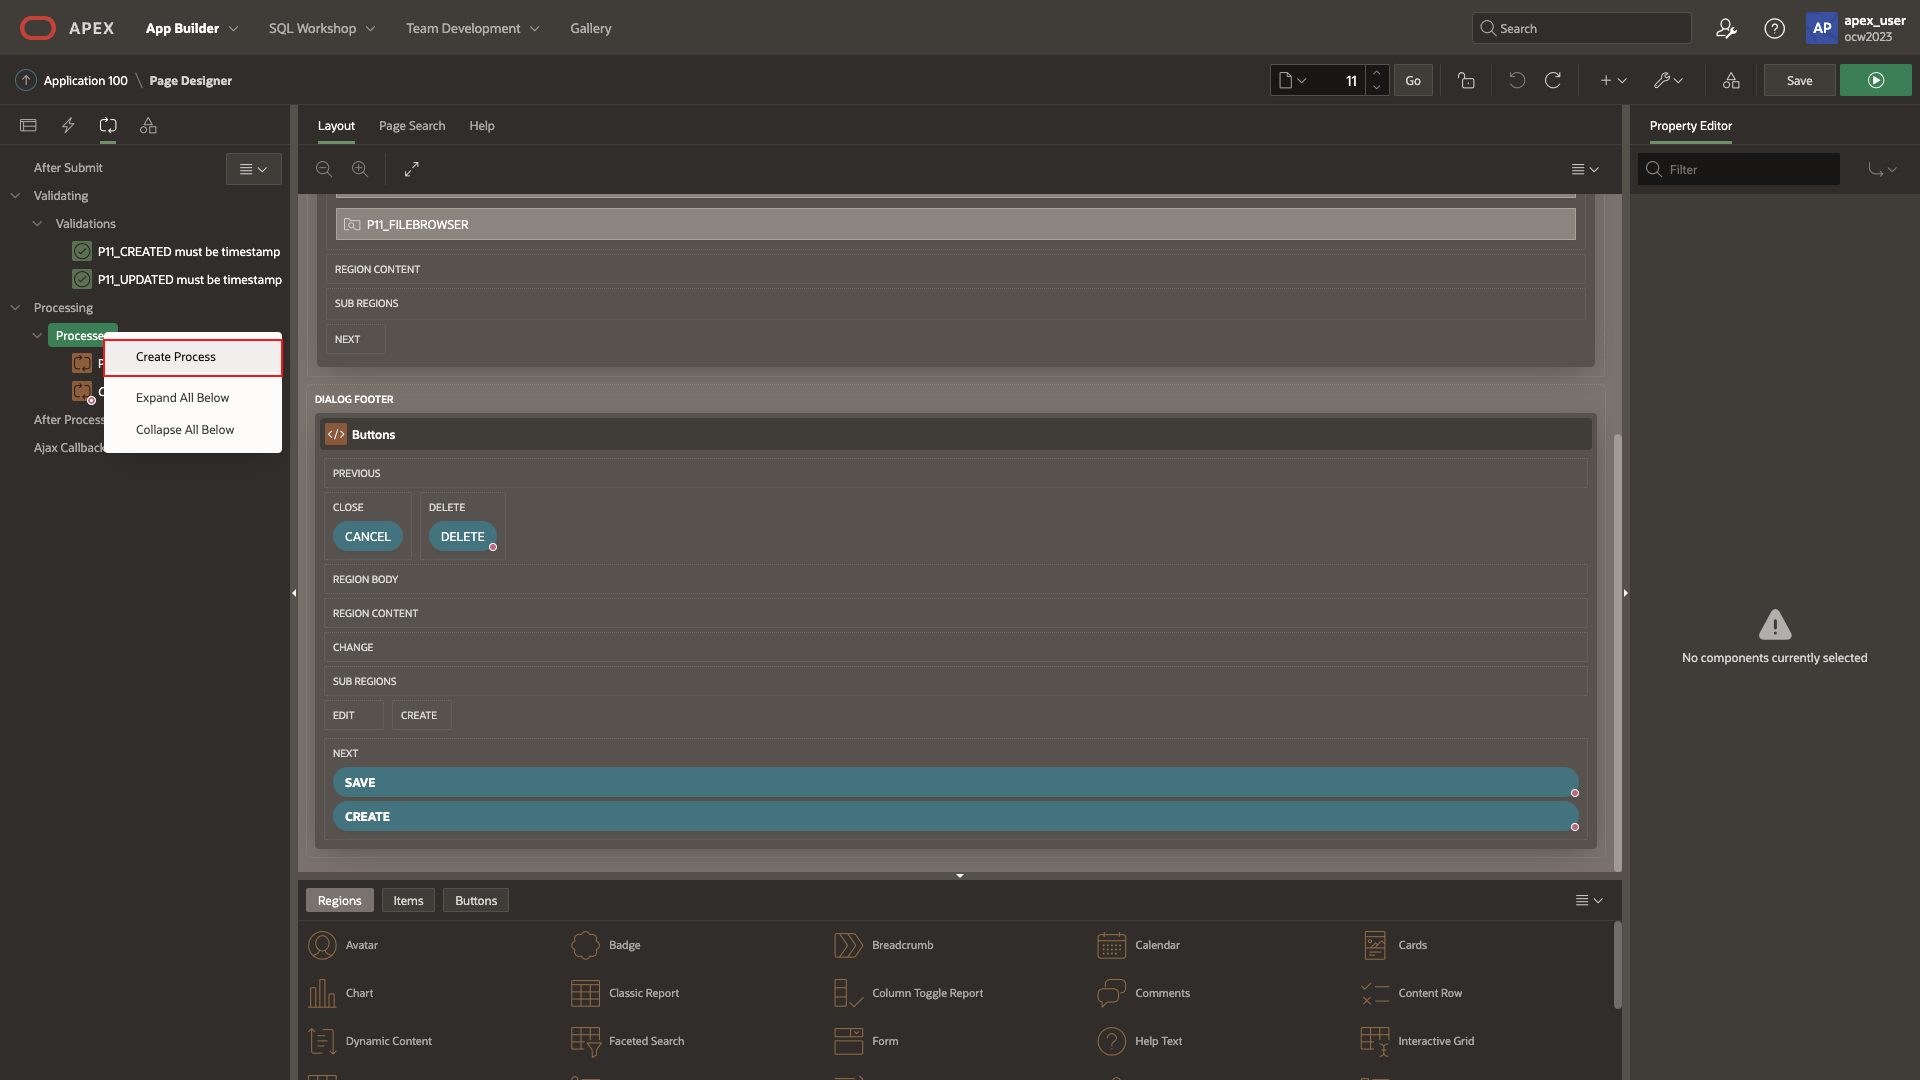 APEX
App Builder
SQL Workshop
Team Development
Gallery
Search
AP
apex_user
ocw2023
Application 100 \ Page Designer
11
Go
Save
Layout
Page Search
Help
Property Editor
After Submit
Filter
Validating
Validations
P11_CREATED must be timestamp
P11_UPDATED must be timestamp
Processing
Create Process
Expand All Below
Collapse All Below
P11_FILEBROWSER
REGION CONTENT
SUB REGIONS
NEXT
DIALOG FOOTER
</> Buttons
PREVIOUS
CLOSE
DELETE
CANCEL
DELETE
REGION BODY
REGION CONTENT
CHANGE
SUB REGIONS
EDIT
CREATE
NEXT
SAVE
CREATE
No components currently selected
Regions
Items
Buttons
Avatar
Badge
Breadcrumb
Calendar
Cards
Chart
Classic Report
Column Toggle Report
Comments
Content Row
Dynamic Content
Faceted Search
Form
Help Text
Interactive Grid